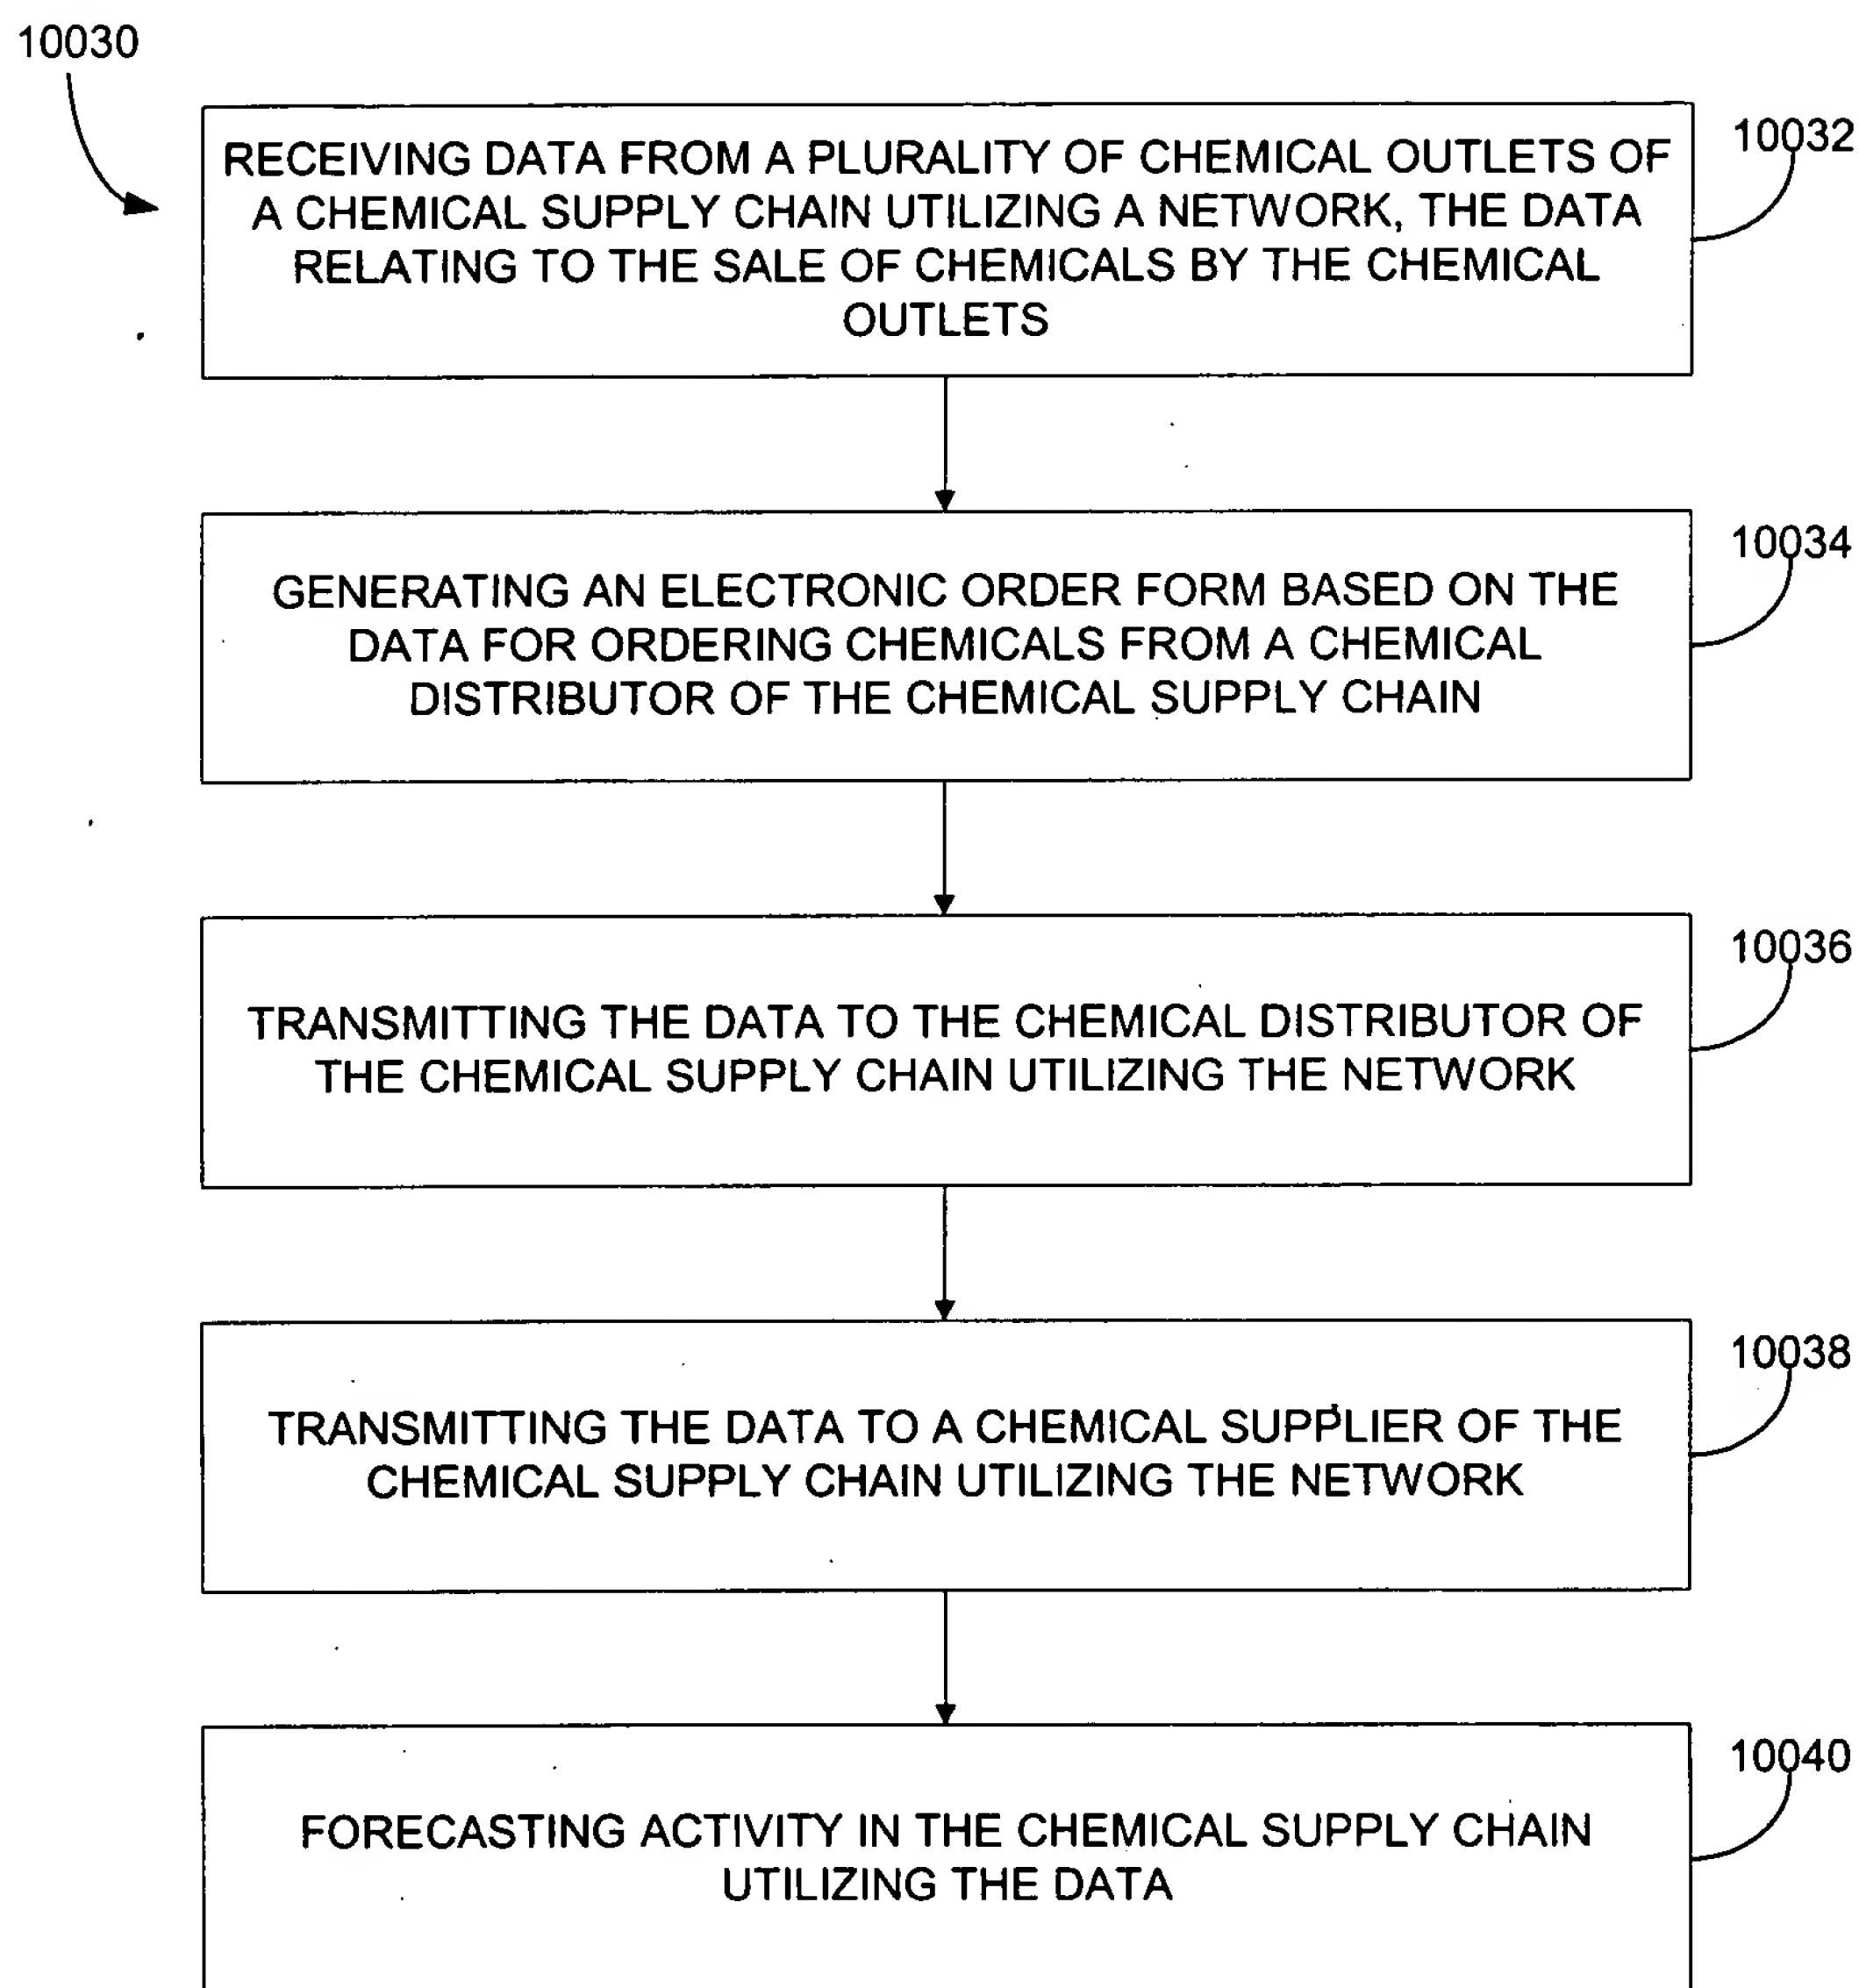 10030
10032
RECEIVING DATA FROM A PLURALITY OF CHEMICAL OUTLETS OF
A CHEMICAL SUPPLY CHAIN UTILIZING A NETWORK, THE DATA
RELATING TO THE SALE OF CHEMICALS BY THE CHEMICAL
OUTLETS
10034
GENERATING AN ELECTRONIC ORDER FORM BASED ON THE
DATA FOR ORDERING CHEMICALS FROM A CHEMICAL
DISTRIBUTOR OF THE CHEMICAL SUPPLY CHAIN
10036
TRANSMITTING THE DATA TO THE CHEMICAL DISTRIBUTOR OF
THE CHEMICAL SUPPLY CHAIN UTILIZING THE NETWORK
10038
TRANSMITTING THE DATA TO A CHEMICAL SUPPLIER OF THE
CHEMICAL SUPPLY CHAIN UTILIZING THE NETWORK
10040
FORECASTING ACTIVITY IN THE CHEMICAL SUPPLY CHAIN
UTILIZING THE DATA